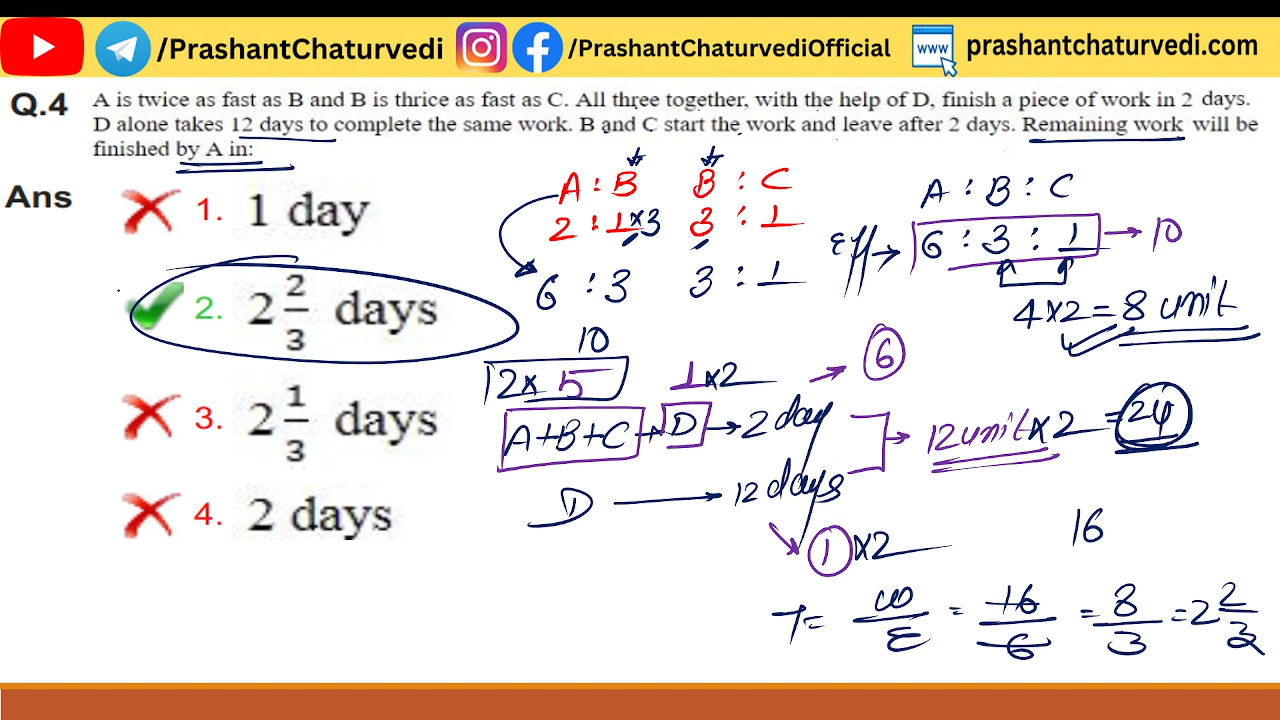 /PrashantChaturvedi /PrashantChaturvediOfficial www prashantchaturvedi.com
Q.4 A is twice as fast as B and B is thrice as fast as C. All three together, with the help of D, finish a piece of work in 2 days.
D alone takes 12 days to complete the same work. B and C start the work and leave after 2 days. Remaining work will be
finished by A in:
Ans
1. 1 day
2. 2 2/3 days
3. 2 1/3 days
4. 2 days
A : B B : C
2 : 1×3 3 : 1
6 : 3 3 : 1
A : B : C
Eff → 6 : 3 : 1 → 10
4×2 = 8 unit
10
12× 5 1×2 → 6
A+B+C + D → 2 day
12 unit ×2 = 24
D → 12 days
1 ×2
16
T = w/E = 16/6 = 8/3 = 2 2/3